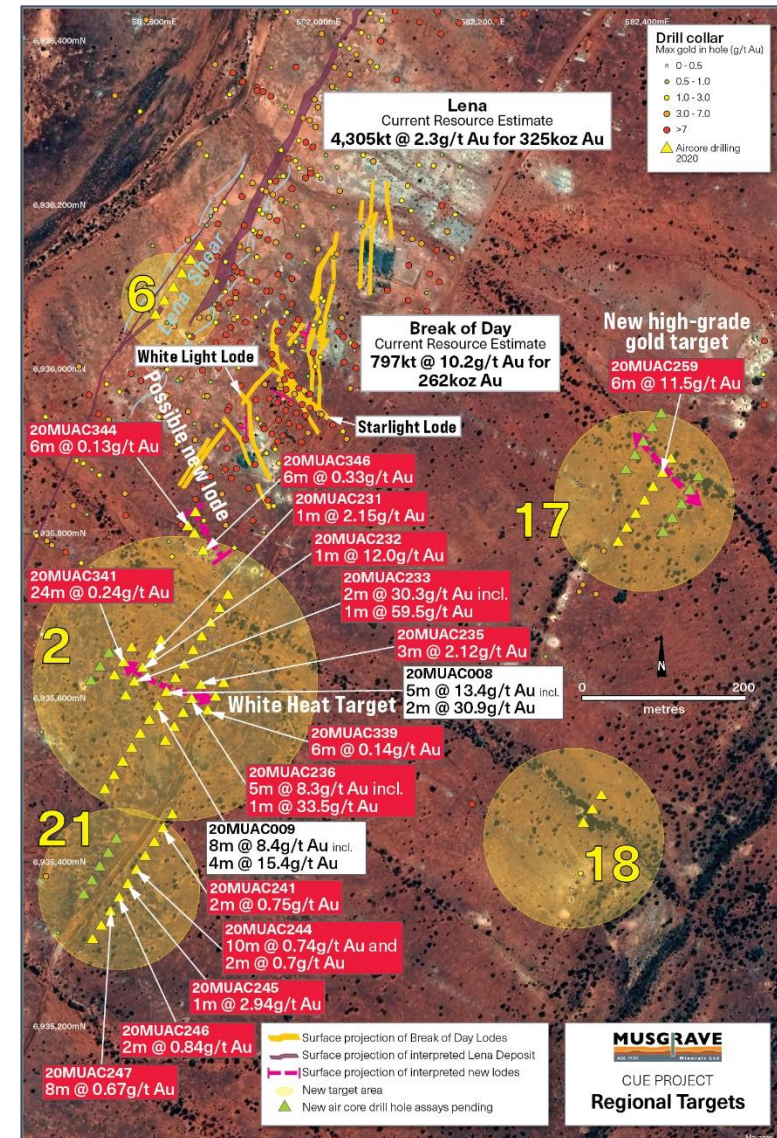 582,000mE
582,200mE
582,400mE
6,936,400mN
Drill collar
Max gold in hole (g/t Au)
0 - 0.5
0.5 - 1.0
1.0 - 3.0
3.0 - 7.0
>7
Aircore drilling
2020
Lena
Current Resource Estimate
4,305kt @ 2.3g/t Au for 325koz Au
6,936,200mN
Lena Shear
6
Break of Day
Current Resource Estimate
797kt @ 10.2g/t Au for
262koz Au
White Light Lode
6,936,000mN
Starlight Lode
Possible new lode
New high-grade
gold target
20MUAC259
6m @ 11.5g/t Au
17
20MUAC344
6m @ 0.13g/t Au
20MUAC346
6m @ 0.33g/t Au
20MUAC231
1m @ 2.15g/t Au
6,935,800mN
20MUAC232
1m @ 12.0g/t Au
20MUAC341
24m @ 0.24g/t Au
20MUAC233
2m @ 30.3g/t Au incl.
1m @ 59.5g/t Au
2
20MUAC235
3m @ 2.12g/t Au
20MUAC008
5m @ 13.4g/t Au incl.
2m @ 30.9g/t Au
6,935,600mN
White Heat Target
N
0
200
metres
20MUAC339
6m @ 0.14g/t Au
20MUAC236
5m @ 8.3g/t Au incl.
1m @ 33.5g/t Au
21
20MUAC009
8m @ 8.4g/t Au incl.
4m @ 15.4g/t Au
18
6,935,400mN
20MUAC241
2m @ 0.75g/t Au
20MUAC244
10m @ 0.74g/t Au and
2m @ 0.7g/t Au
20MUAC245
1m @ 2.94g/t Au
6,935,200mN
20MUAC246
2m @ 0.84g/t Au
20MUAC247
8m @ 0.67g/t Au
Surface projection of Break of Day Lodes
Surface projection of interpreted Lena Deposit
Surface projection of interpreted new lodes
New target area
New air core drill hole assays pending
MUSGRAVE
Minerals Ltd
CUE PROJECT
Regional Targets